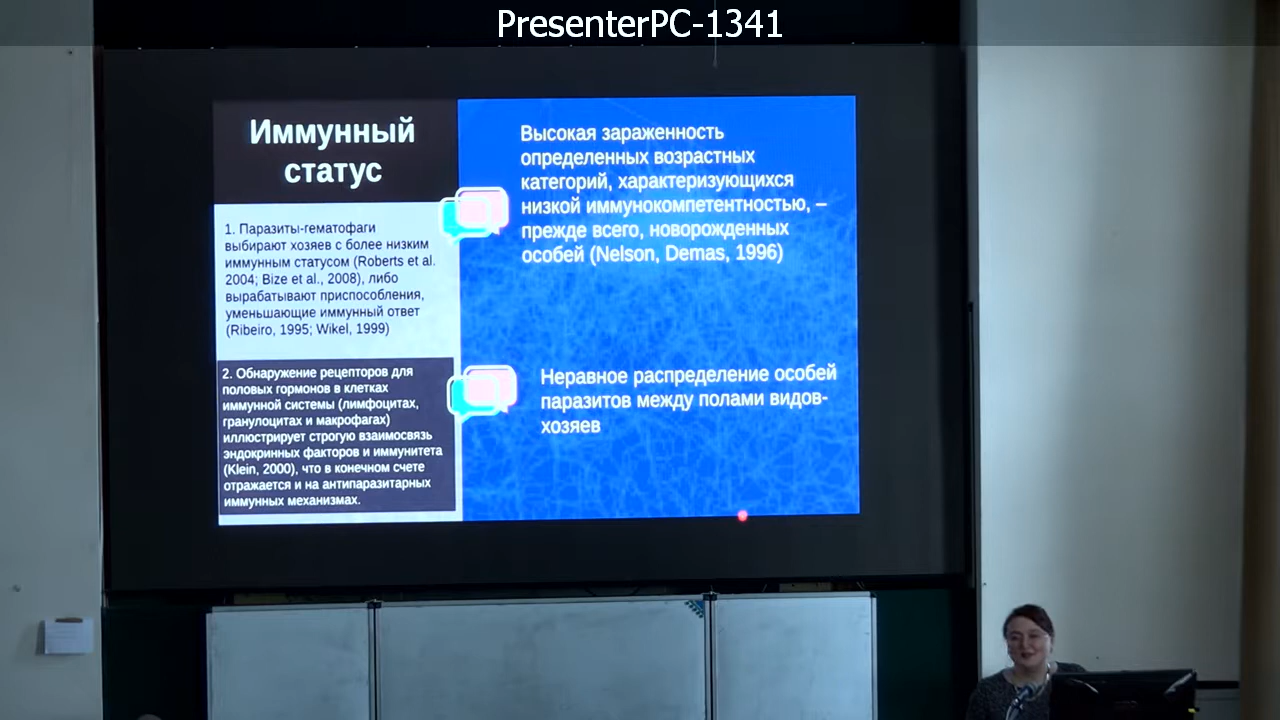 PresenterPC-1341
Иммунный
статус
1. Паразиты-гематофаги
выбирают хозяев с более низким
иммунным статусом (Roberts et al.
2004; Bize et al., 2008), либо
вырабатывают приспособления,
уменьшающие иммунный ответ
(Ribeiro, 1995; Wikel, 1999)
2. Обнаружение рецепторов для
половых гормонов в клетках
иммунной системы (лимфоцитах,
гранулоцитах и макрофагах)
иллюстрирует строгую взаимосвязь
эндокринных факторов и иммунитета
(Klein, 2000), что в конечном счете
отражается и на антипаразитарных
иммунных механизмах.
Высокая зараженность
определенных возрастных
категорий, характеризующихся
низкой иммунокомпетентностью, –
прежде всего, новорожденных
особей (Nelson, Demas, 1996)
Неравное распределение особей
паразитов между полами видов-
хозяев